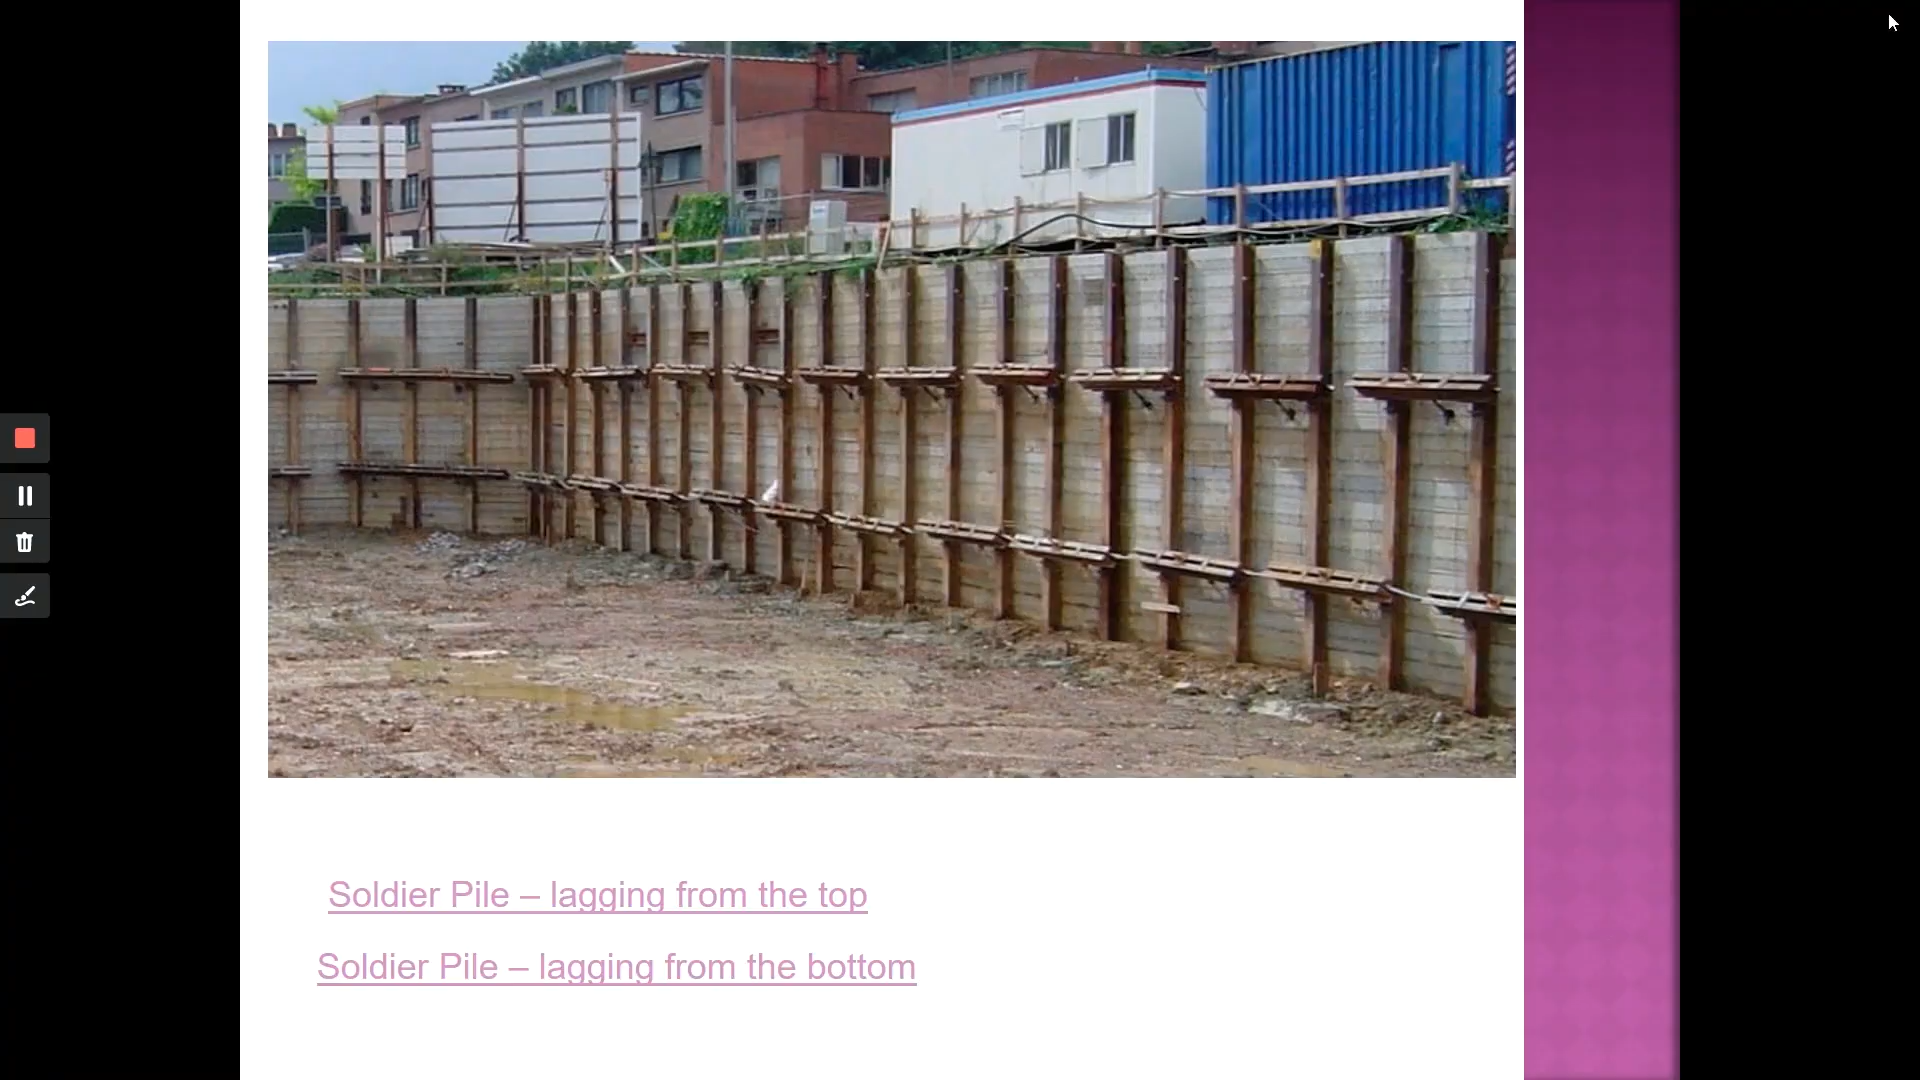 Soldier Pile – lagging from the top
Soldier Pile – lagging from the bottom